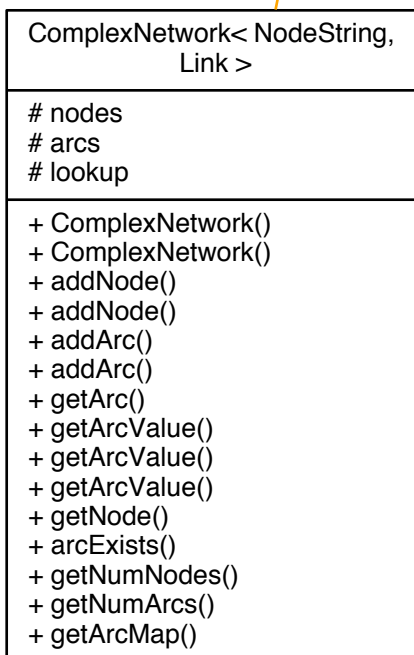 ComplexNetwork< NodeString,
Link >
# nodes
# arcs
# lookup
+ ComplexNetwork()
+ ComplexNetwork()
+ addNode()
+ addNode()
+ addArc()
+ addArc()
+ getArc()
+ getArcValue()
+ getArcValue()
+ getArcValue()
+ getNode()
+ arcExists()
+ getNumNodes()
+ getNumArcs()
+ getArcMap()